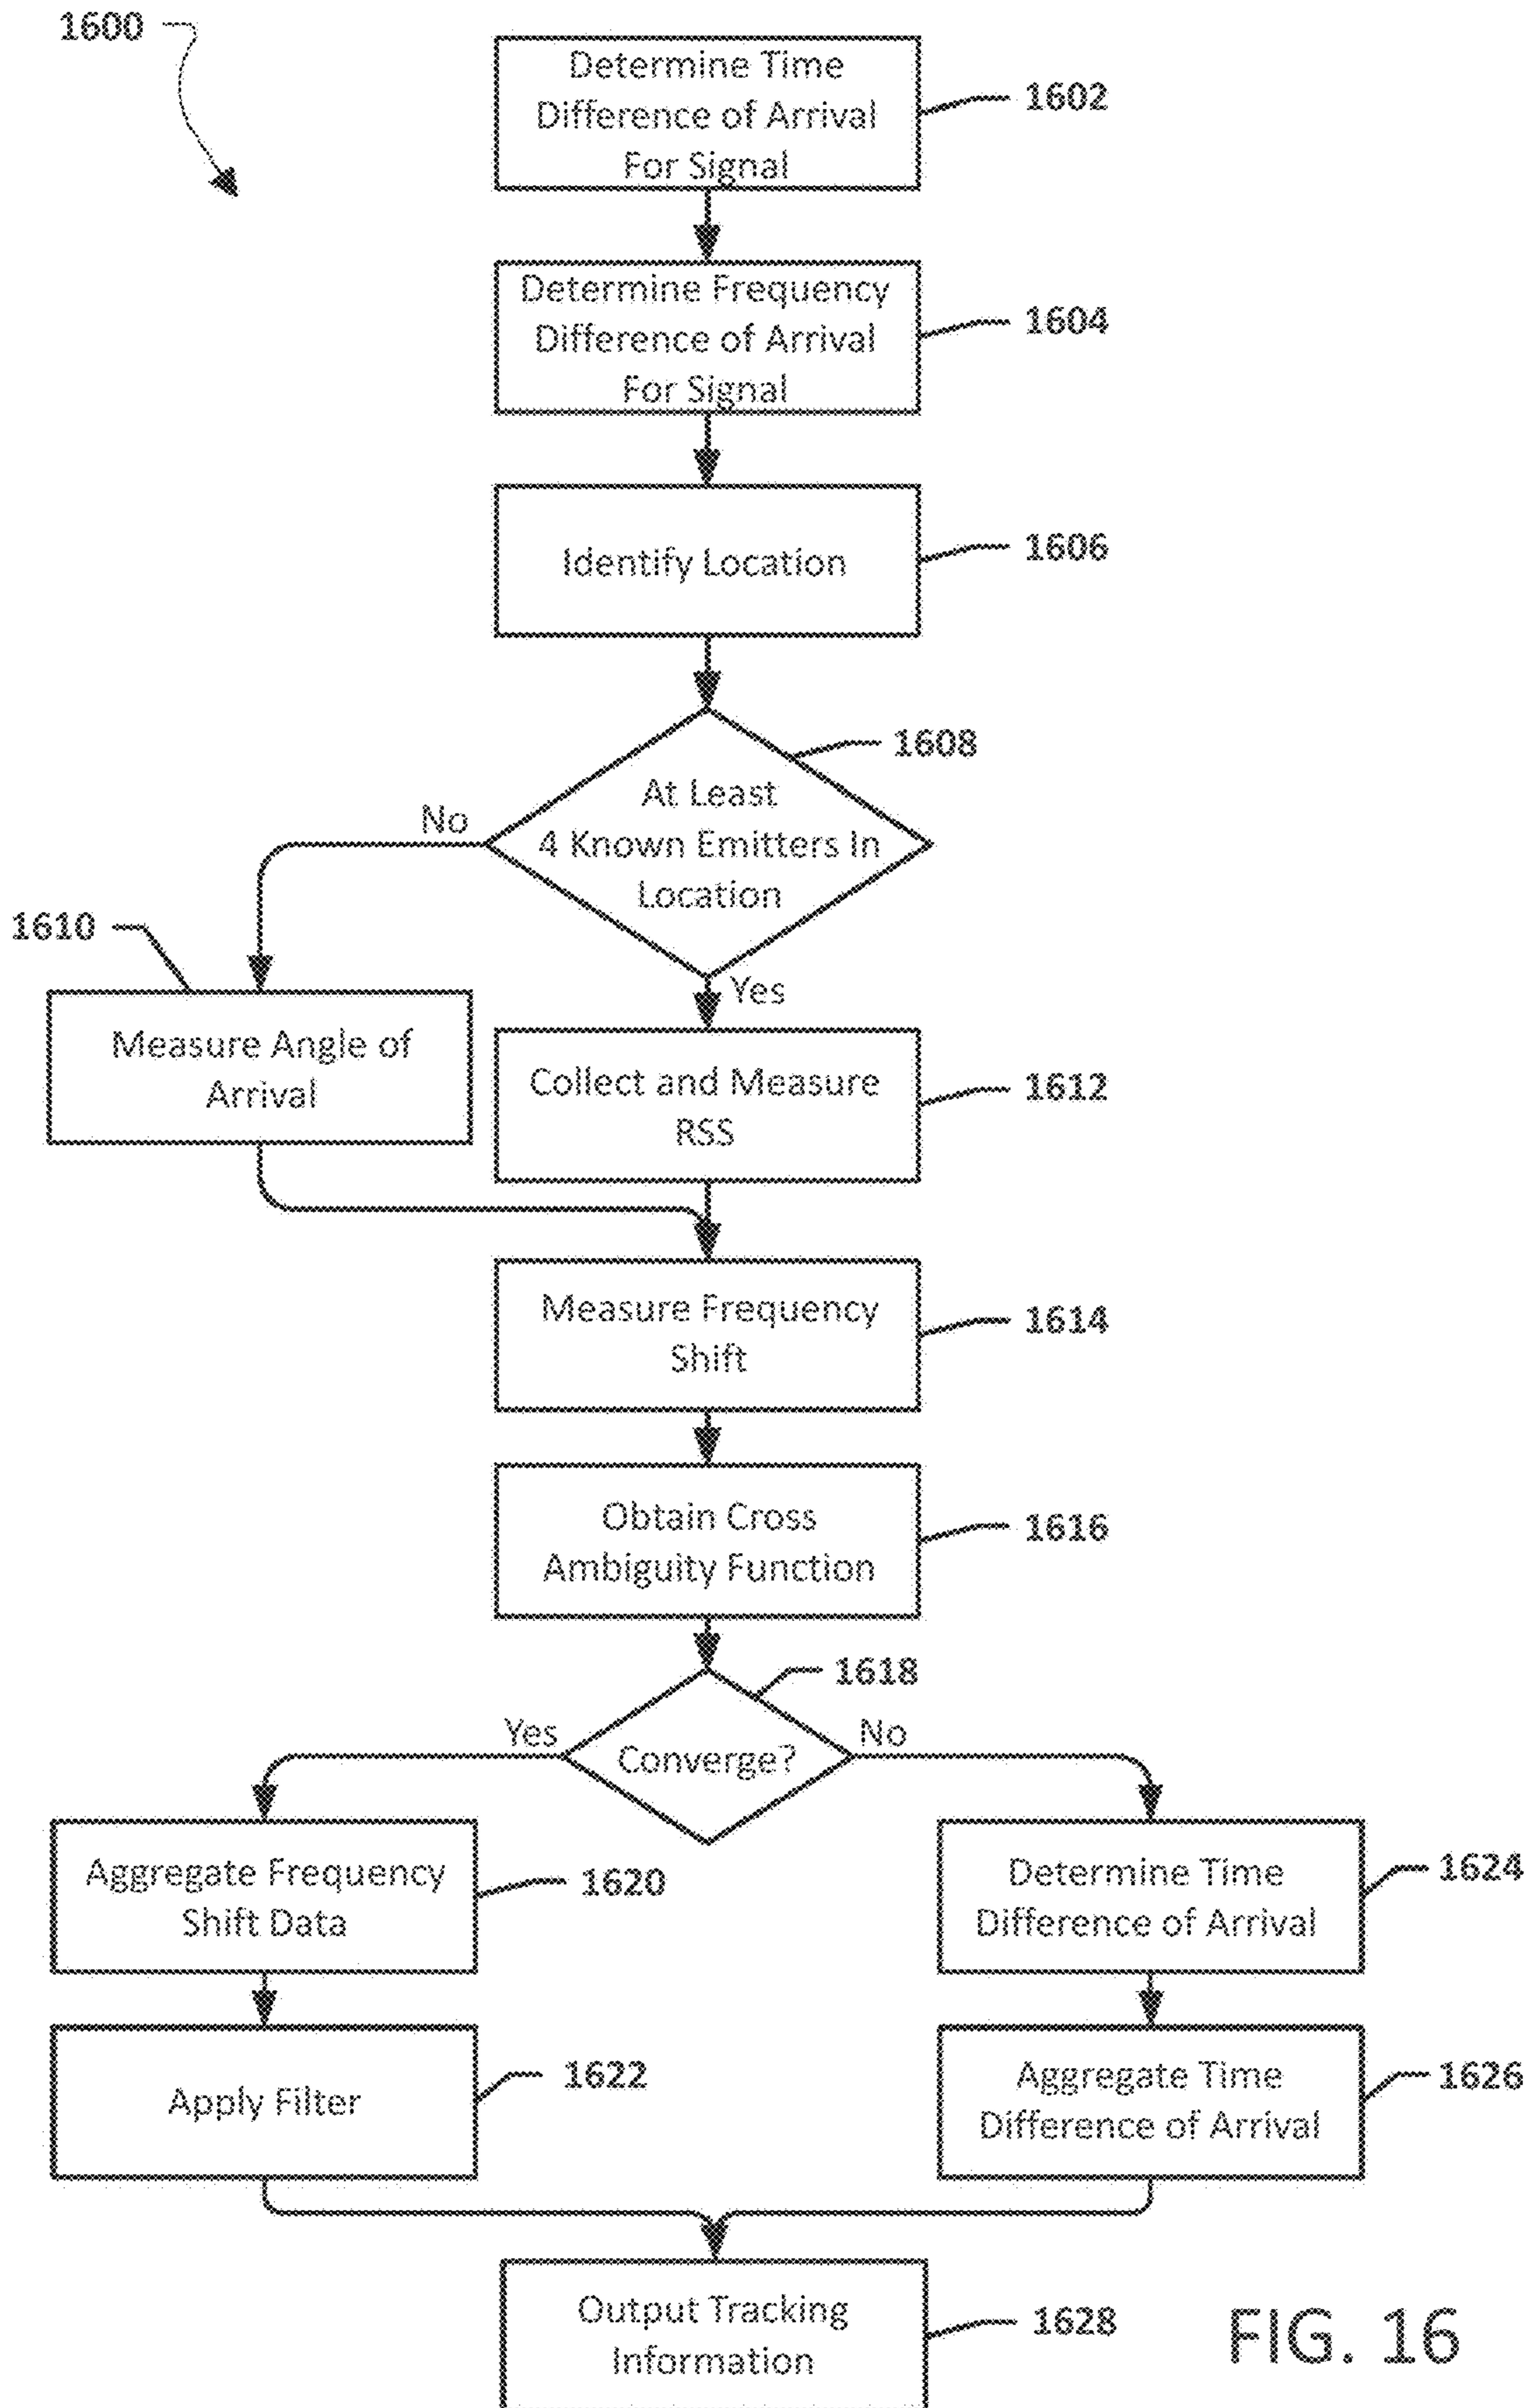 1600
Determine Time
Difference of Arrival
For Signal
1602
Determine Frequency
Difference of Arrival
For Signal
1604
Identify Location
1606
1608
At Least
4 Known Emitters In
Location
No
Yes
1610
Measure Angle of
Arrival
Collect and Measure
RSS
1612
Measure Frequency
Shift
1614
Obtain Cross
Ambiguity Function
1616
1618
Converge?
Yes
No
Aggregate Frequency
Shift Data
1620
Determine Time
Difference of Arrival
1624
Apply Filter
1622
Aggregate Time
Difference of Arrival
1626
Output Tracking
Information
1628
FIG. 16